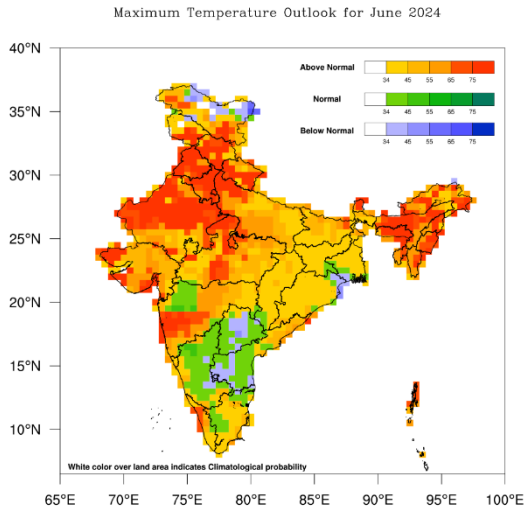 Maximum Temperature Outlook for June 2024
40°N
35°N
30°N
25°N
20°N
15°N
10°N
Above Normal
34 45 55 65 75
Normal
34 45 55 65 75
Below Normal
34 45 55 65 75
White color over land area indicates Climatological probability
65°E 70°E 75°E 80°E 85°E 90°E 95°E 100°E